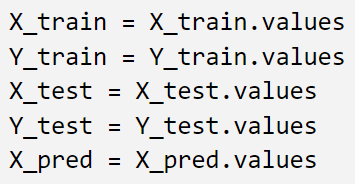 X_train = X_train.values
Y_train = Y_train.values
X_test = X_test.values
Y_test = Y_test.values
X_pred = X_pred.values